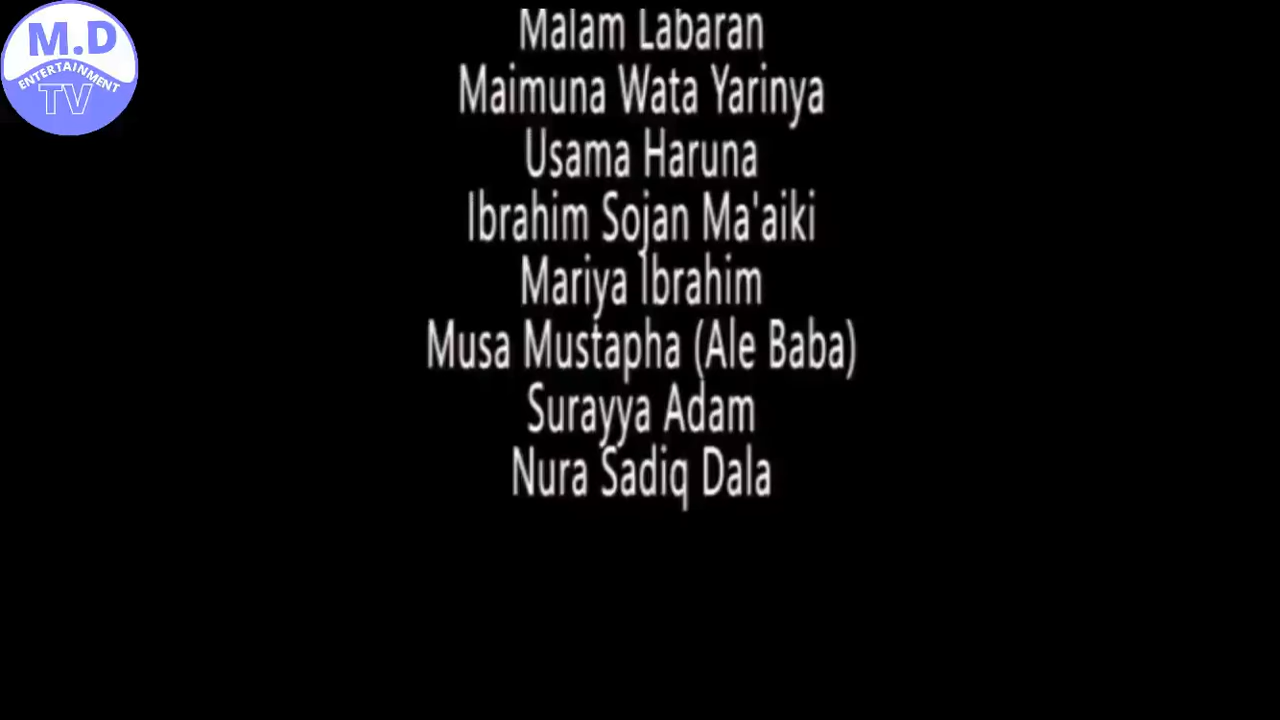 M.D
ENTERTAINMENT
TV
Malam Labaran
Maimuna Wata Yarinya
Usama Haruna
Ibrahim Sojan Ma'aiki
Mariya Ibrahim
Musa Mustapha (Ale Baba)
Surayya Adam
Nura Sadiq Dala